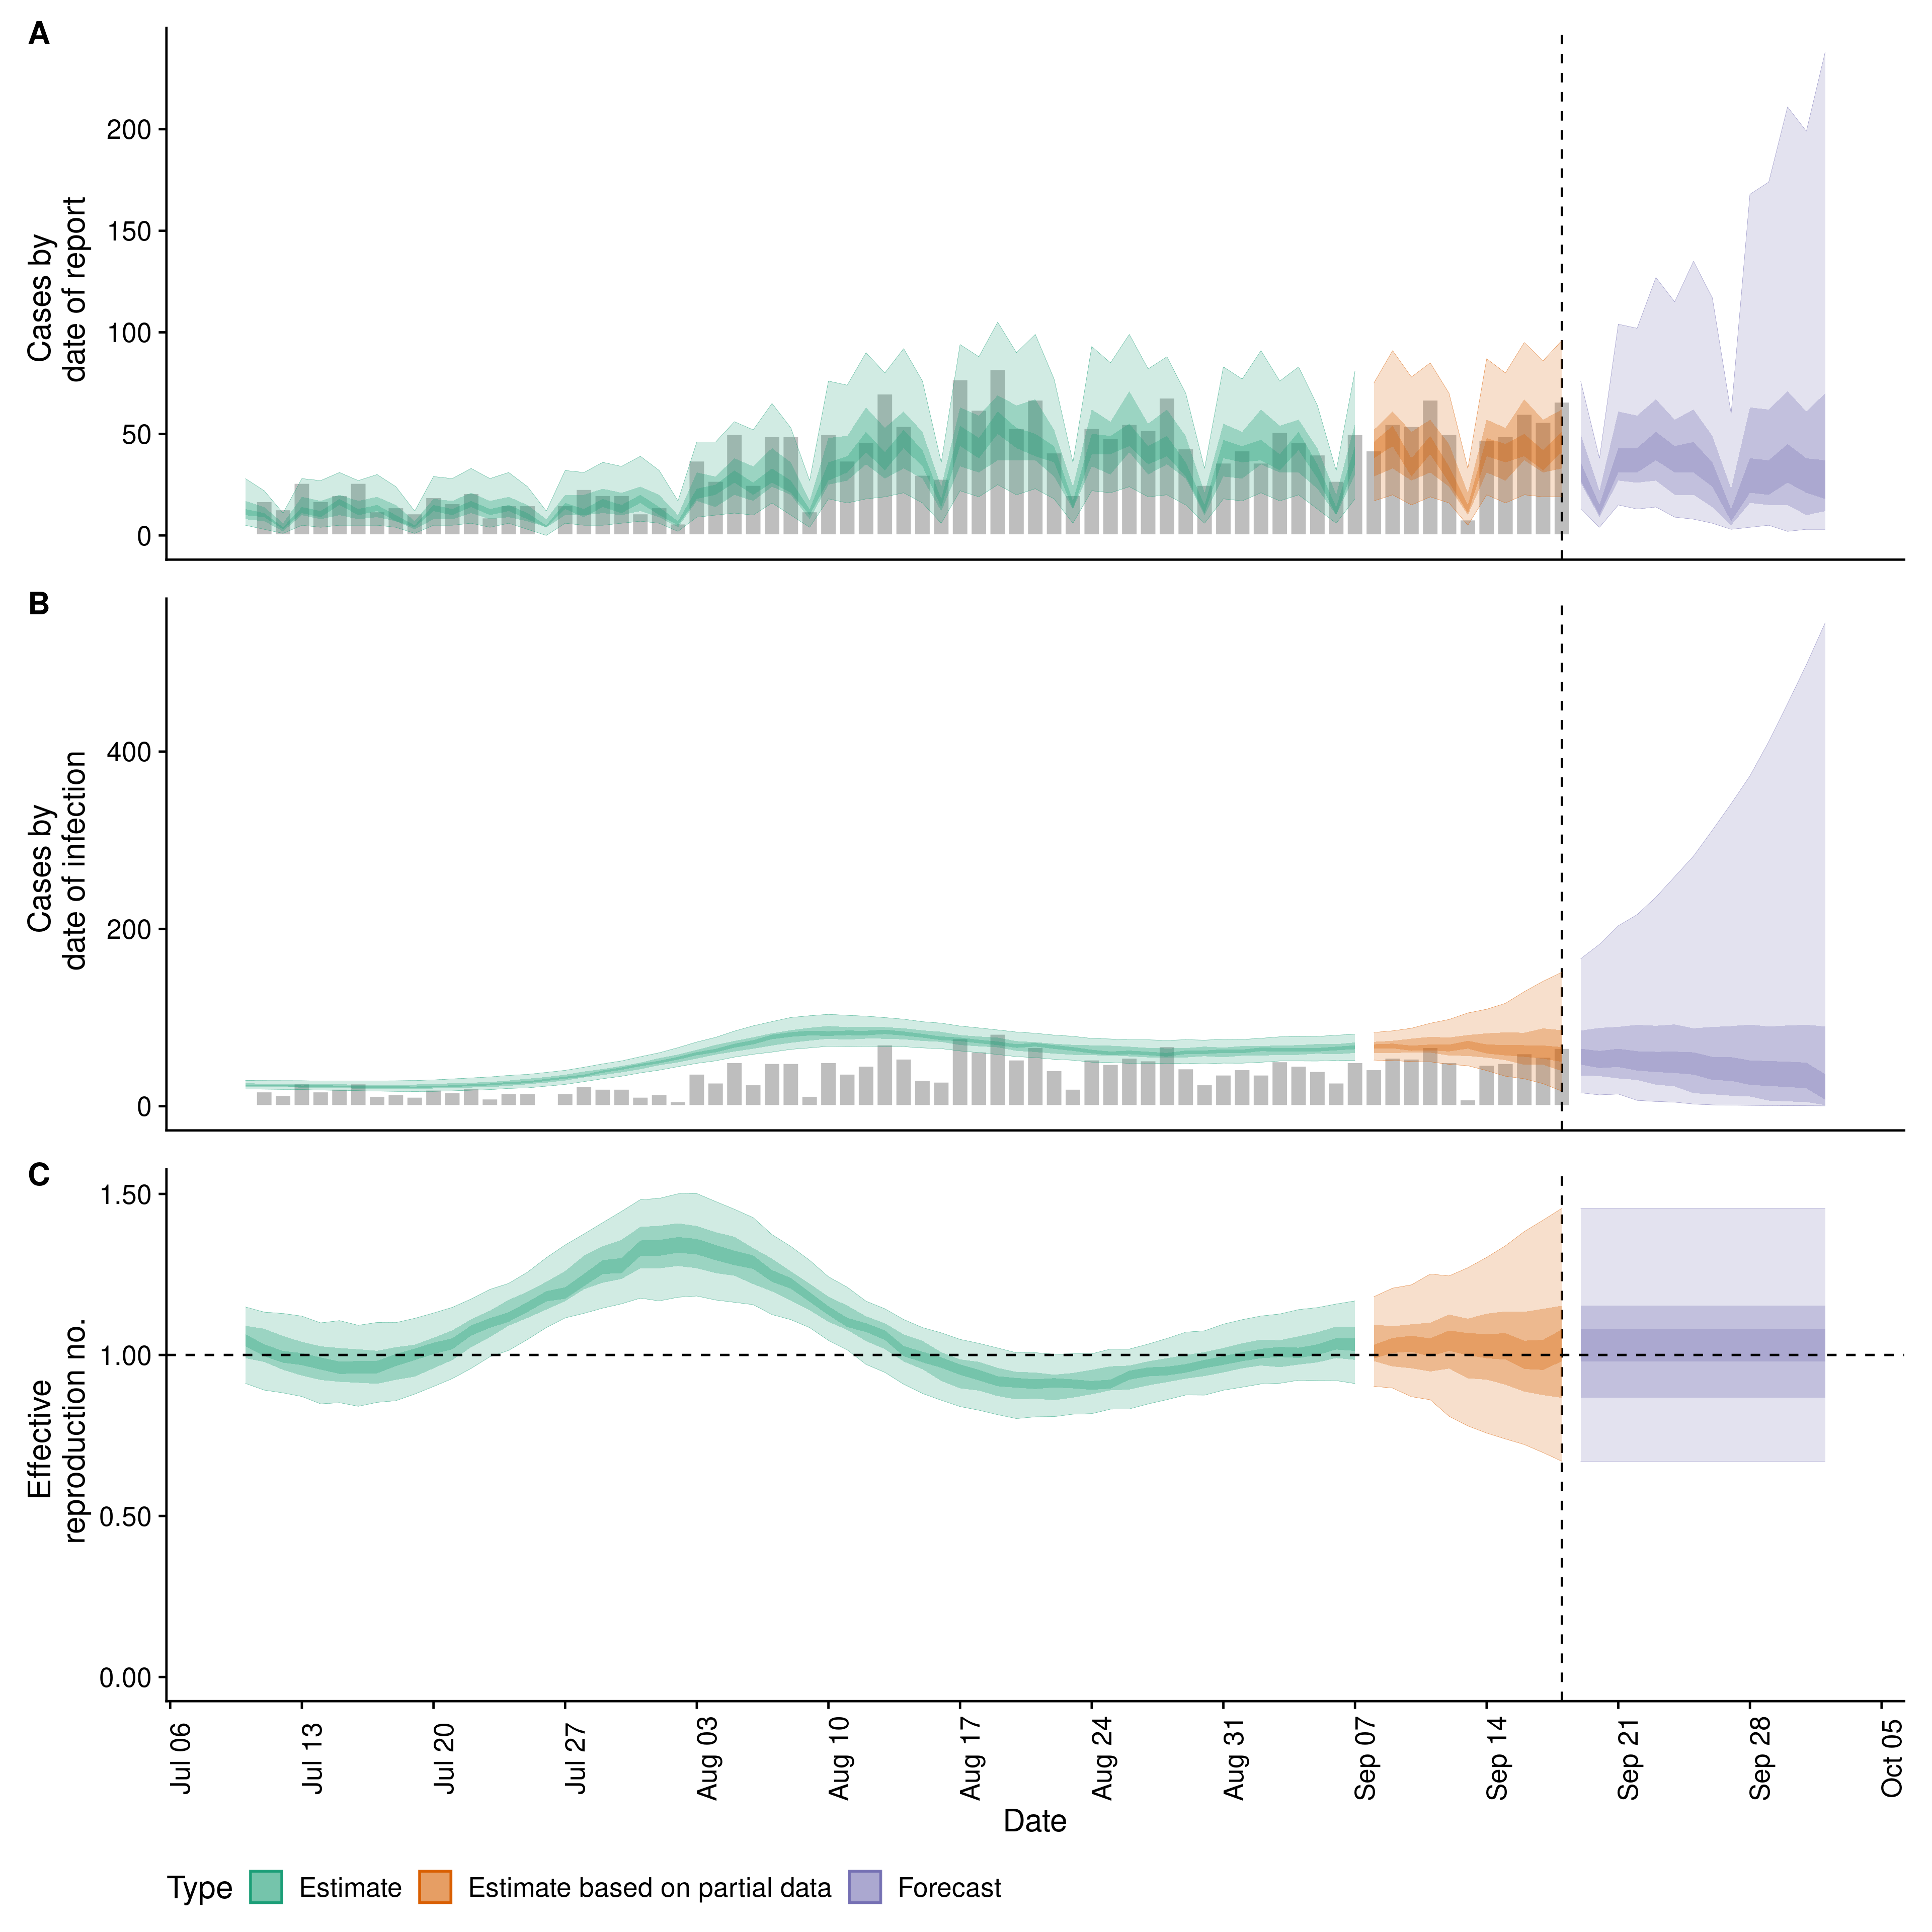 A
Cases by
date of report
200
150
100
50
0
B
Cases by
date of infection
400
200
0
C
Effective
reproduction no.
1.50
1.00
0.50
0.00
Jul 06
Jul 13
Jul 20
Jul 27
Aug 03
Aug 10
Aug 17
Aug 24
Aug 31
Sep 07
Sep 14
Sep 21
Sep 28
Oct 05
Date
Type Estimate Estimate based on partial data Forecast